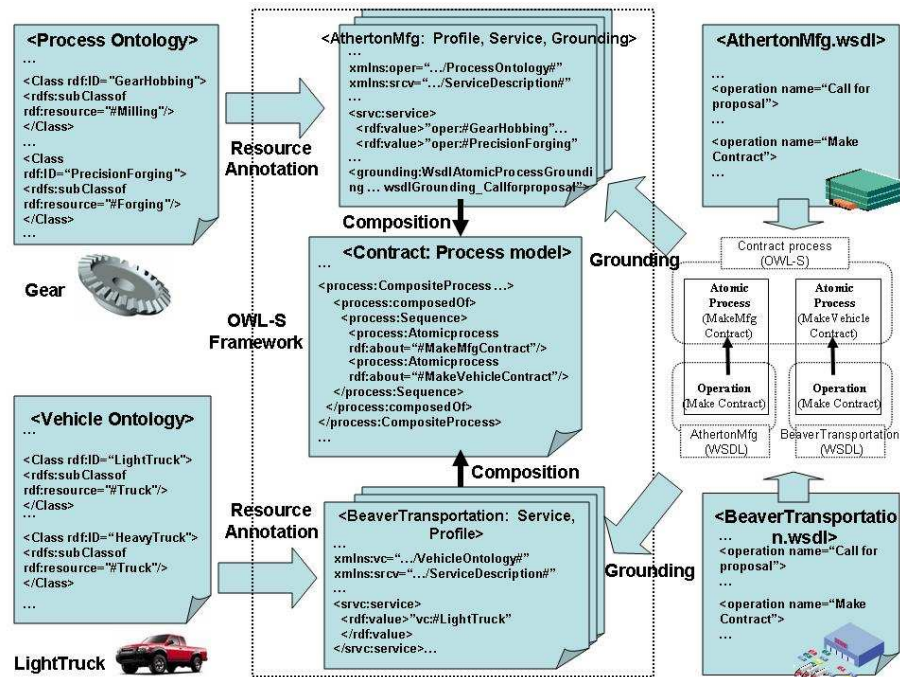 <Process Ontology>
…
<Class rdf:ID="GearHobbing">
<rdfs:subClassof
rdf:resource="#Milling"/>
</Class>
…
<Class
rdf:ID="PrecisionForging">
<rdfs:subClassof
rdf:resource="#Forging"/>
</Class>
…
Gear
Resource
Annotation
<AthertonMfg: Profile, Service, Grounding>
…
xmlns:oper="…/ProcessOntology#"
xmlns:srcv="…/ServiceDescription#"
…
<srvc:service>
<rdf:value>"oper:#GearHobbing"…
<rdf:value>"oper:#PrecisionForging"
…
<grounding:WsdlAtomicProcessGroundi
ng … wsdlGrounding_Callforproposal">
Composition
<AthertonMfg.wsdl>
…
<operation name="Call for
proposal">
…
<operation name="Make
Contract">
…
Grounding
OWL-S
Framework
<Contract: Process model>
…
<process:CompositeProcess …>
<process:composedOf>
<process:Sequence>
<process:Atomicprocess
rdf:about="#MakeMfgContract"/>
<process:Atomicprocess
rdf:about="#MakeVehicleContract"/>
</process:Sequence>
</process:composedOf>
</process:CompositeProcess>
…
Contract process
(OWL-S)
Atomic
Process
(MakeMfg
Contract)
Atomic
Process
(MakeVehicle
Contract)
Operation
(Make Contract)
Operation
(Make Contract)
AthertonMfg
(WSDL)
BeaverTransportation
(WSDL)
<Vehicle Ontology>
…
<Class rdf:ID="LightTruck">
<rdfs:subClassof
rdf:resource="#Truck"/>
</Class>
…
<Class rdf:ID="HeavyTruck">
<rdfs:subClassof
rdf:resource="#Truck"/>
</Class>
…
LightTruck
Resource
Annotation
Composition
<BeaverTransportation: Service,
Profile>
…
xmlns:vc="…/VehicleOntology#"
xmlns:srcv="…/ServiceDescription#"
…
<srvc:service>
<rdf:value>"vc:#LightTruck"
</rdf:value>
</srvc:service>…
Grounding
<BeaverTransportatio
n.wsdl>
…
<operation name="Call for
proposal">
…
<operation name="Make
Contract">
…